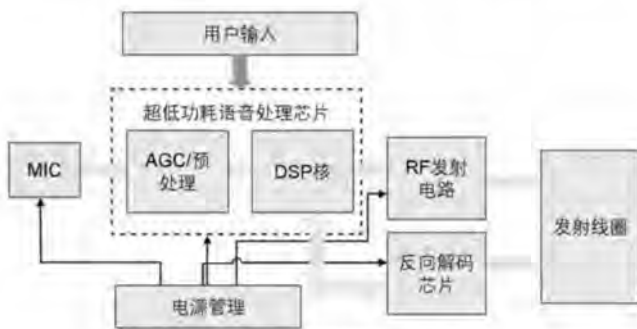 用户输入
超低功耗语音处理芯片
MIC
AGC/预
处理
DSP核
RF发射
电路
发射线圈
反向解码
芯片
电源管理